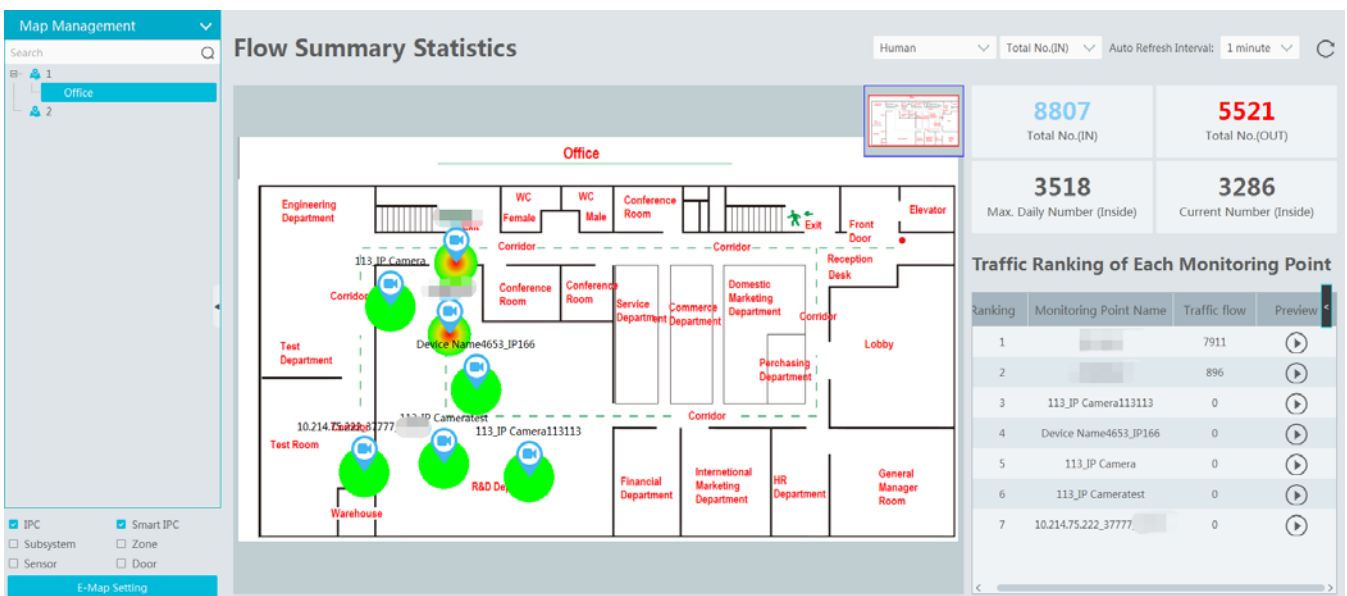 Map Management
Search
1
Office
2
IPC
Smart IPC
Subsystem
Zone
Sensor
Door
E-Map Setting
Flow Summary Statistics
Human
Total No.(IN)
Auto Refresh Interval:
1 minute
Office
Engineering
Department
WC
Female
WC
Male
Conference
Room
Exit
Front
Door
Elevator
Corridor
Corridor
Reception
Desk
113_IP Camera
Corridor
Conference
Room
Conference
Room
Service
Department
Commerce
Department
Domestic
Marketing
Department
Corridor
Lobby
Test
Department
Device Name4653_IP166
Perchasing
Department
113_IP Cameratest
Corridor
10.214.75.222_37777_
113_IP Camera113113
Test Room
R&D De
Warehouse
Financial
Department
International
Marketing
Department
HR
Department
General
Manager
Room
8807
Total No.(IN)
5521
Total No.(OUT)
3518
Max. Daily Number (Inside)
3286
Current Number (Inside)
Traffic Ranking of Each Monitoring Point
Ranking Monitoring Point Name Traffic flow Preview
1 7911
2 896
3 113_IP Camera113113 0
4 Device Name4653_IP166 0
5 113_IP Camera 0
6 113_IP Cameratest 0
7 10.214.75.222_37777_ 0